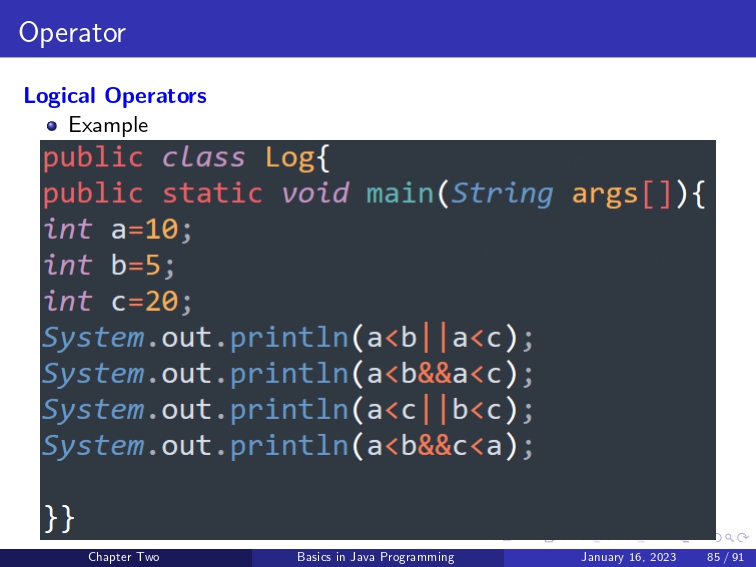 Operator
Logical Operators
Example
public class Log{
public static void main(String args[]){
int a=10;
int b=5;
int c=20;
System.out.println(a<b||a<c);
System.out.println(a<b&&a<c);
System.out.println(a<c||b<c);
System.out.println(a<b&&c<a);
}}
Chapter Two Basics in Java Programming January 16, 2023 85 / 91